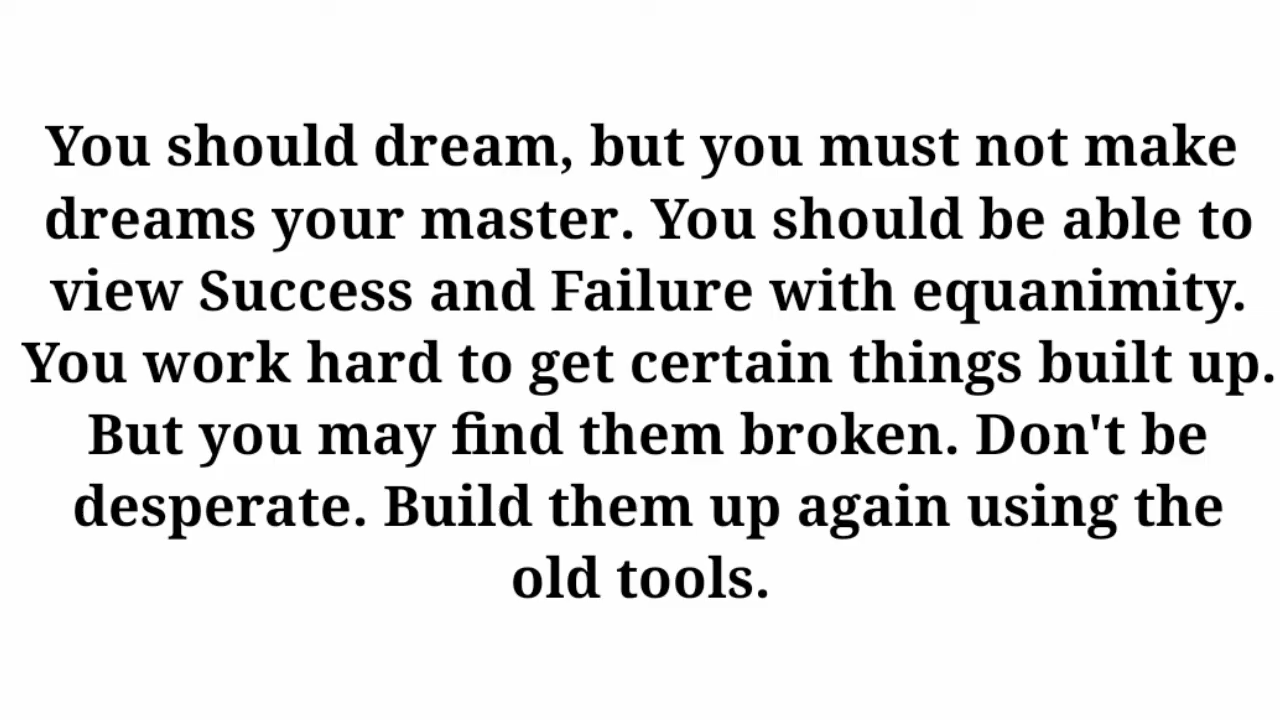 You should dream, but you must not make
dreams your master. You should be able to
view Success and Failure with equanimity.
You work hard to get certain things built up.
But you may find them broken. Don't be
desperate. Build them up again using the
old tools.